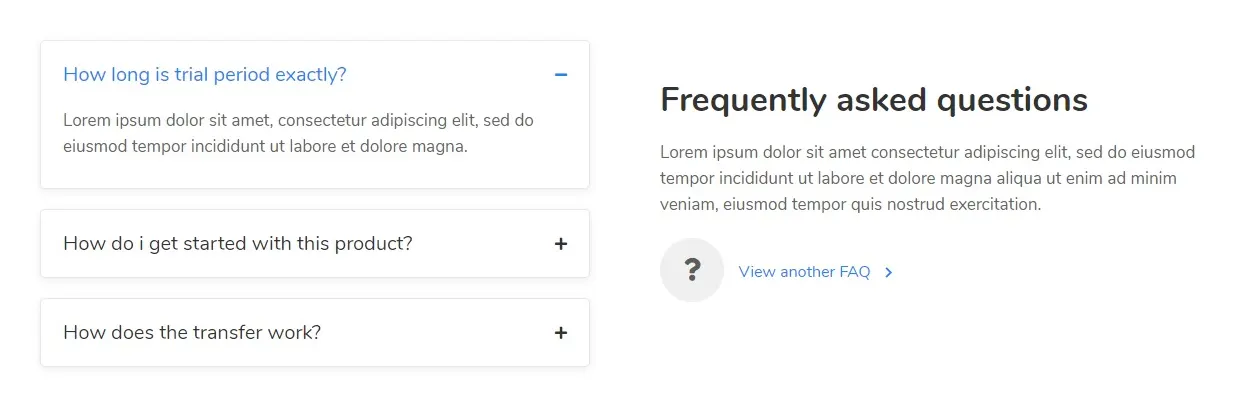 How long is trial period exactly?
Lorem ipsum dolor sit amet, consectetur adipiscing elit, sed do
eiusmod tempor incididunt ut labore et dolore magna.
How do i get started with this product?
How does the transfer work?
Frequently asked questions
Lorem ipsum dolor sit amet consectetur adipiscing elit, sed do eiusmod
tempor incididunt ut labore et dolore magna aliqua ut enim ad minim
veniam, eiusmod tempor quis nostrud exercitation.
?
View another FAQ